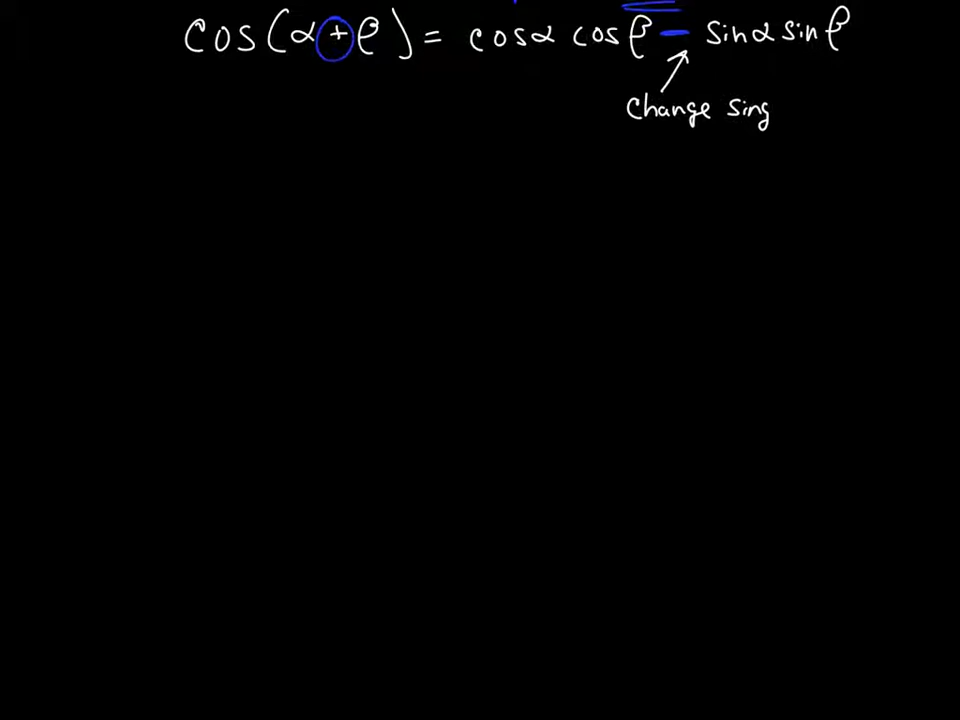 cos(α+β) = cosα cosβ - sinα sinβ
change sing